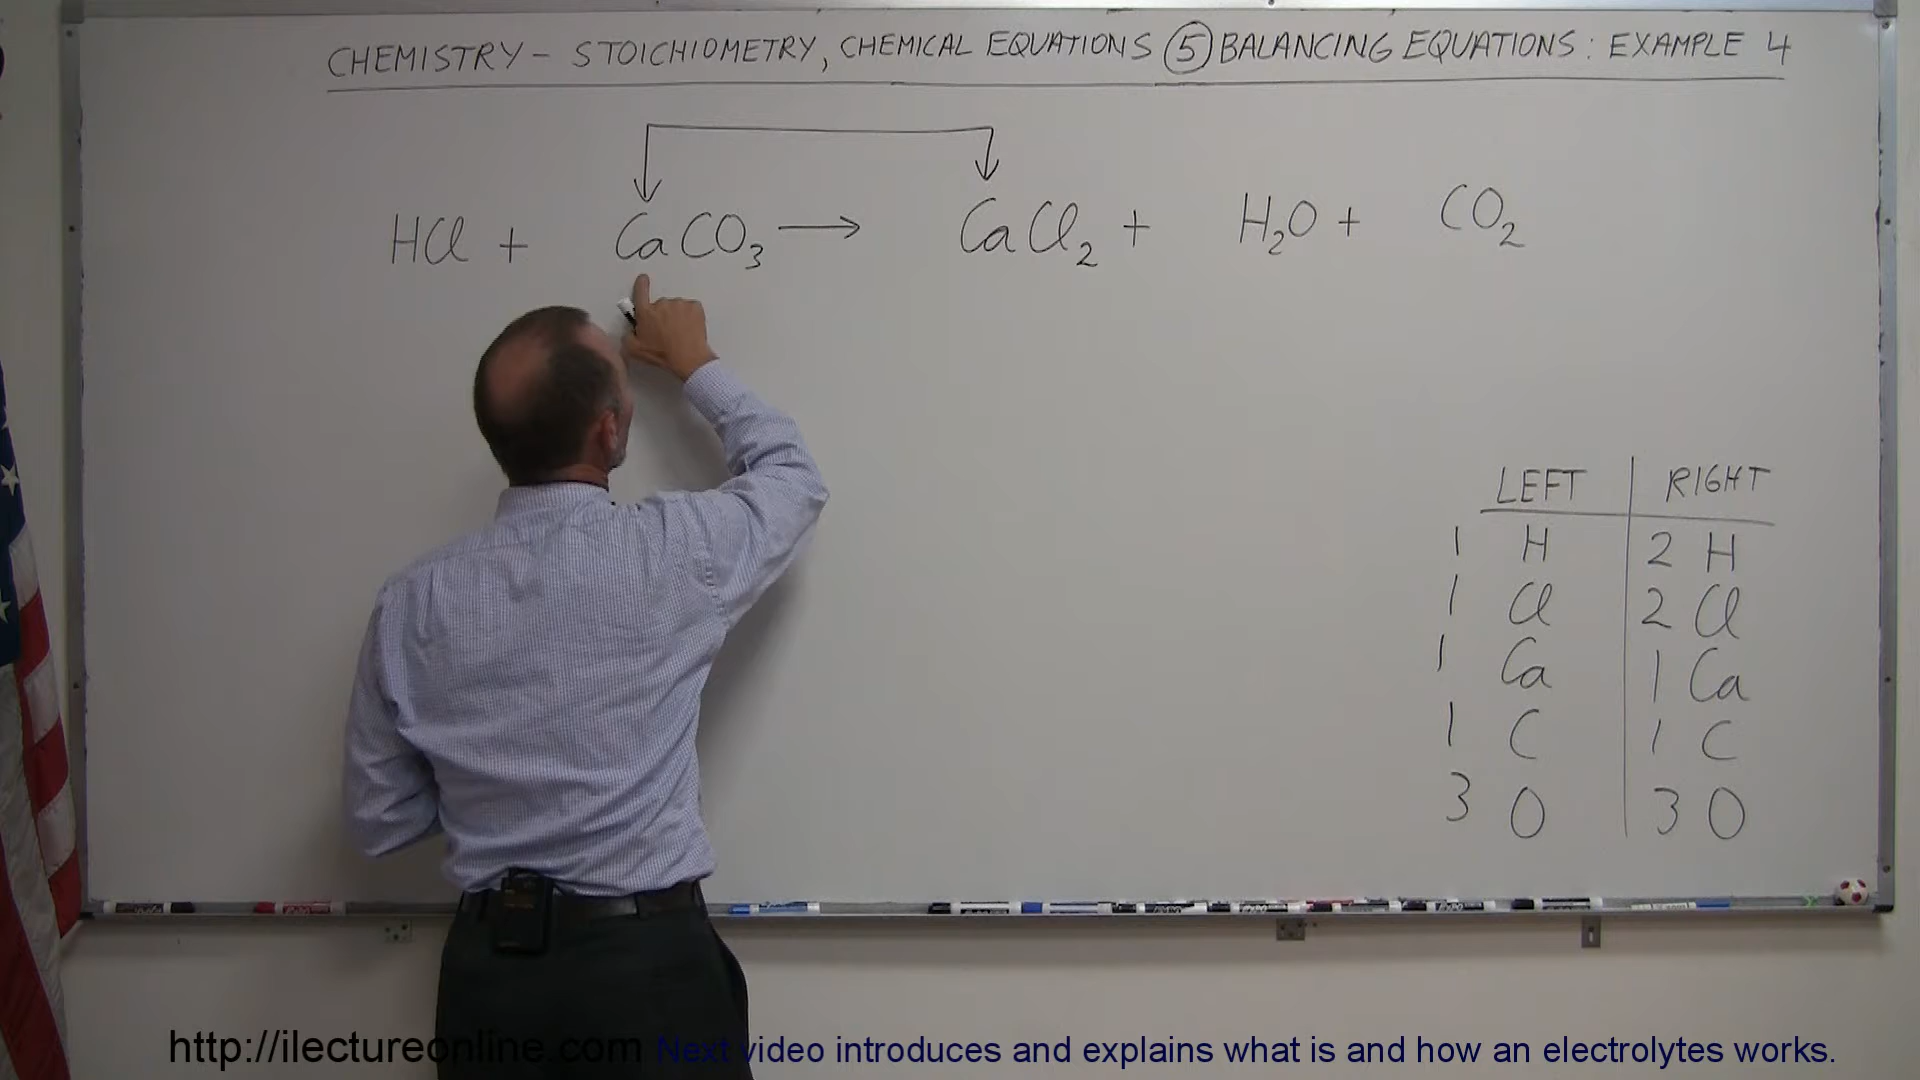 CHEMISTRY - STOICHIOMETRY, CHEMICAL EQUATIONS ⑤ BALANCING EQUATIONS: EXAMPLE 4
HCl + CaCO₃ → CaCl₂ + H₂O + CO₂
LEFT RIGHT
1 H 2 H
1 Cl 2 Cl
1 Ca 1 Ca
1 C 1 C
3 O 3 O
http://ilectureonline.com Next video introduces and explains what is and how an electrolytes works.